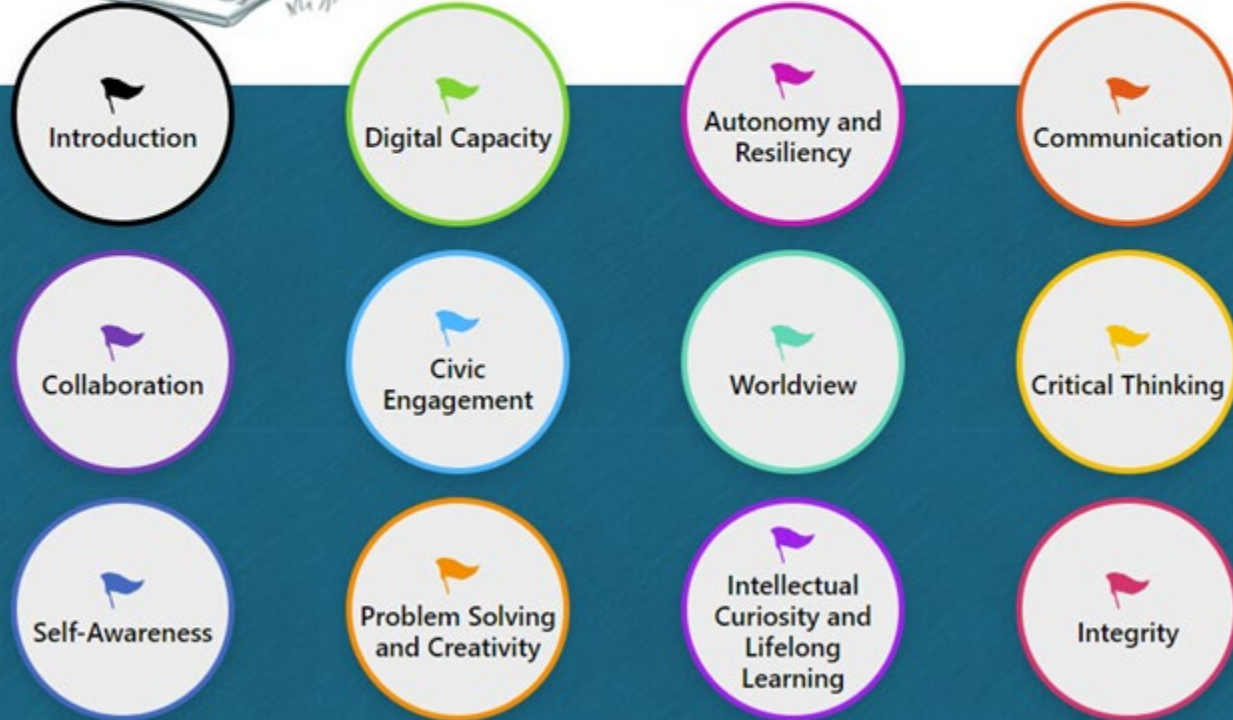 Introduction
Digital Capacity
Autonomy and
Resiliency
Communication
Collaboration
Civic
Engagement
Worldview
Critical Thinking
Self-Awareness
Problem Solving
and Creativity
Intellectual
Curiosity and
Lifelong
Learning
Integrity